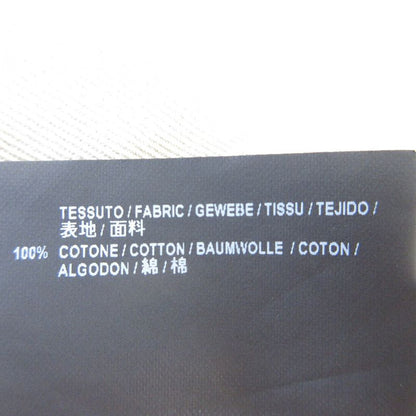 TESSUTO / FABRIC / GEWEBE / TISSU / TEJIDO /
表地 / 面料
100% COTONE / COTTON / BAUMWOLLE / COTON /
ALGODON / 綿 / 棉